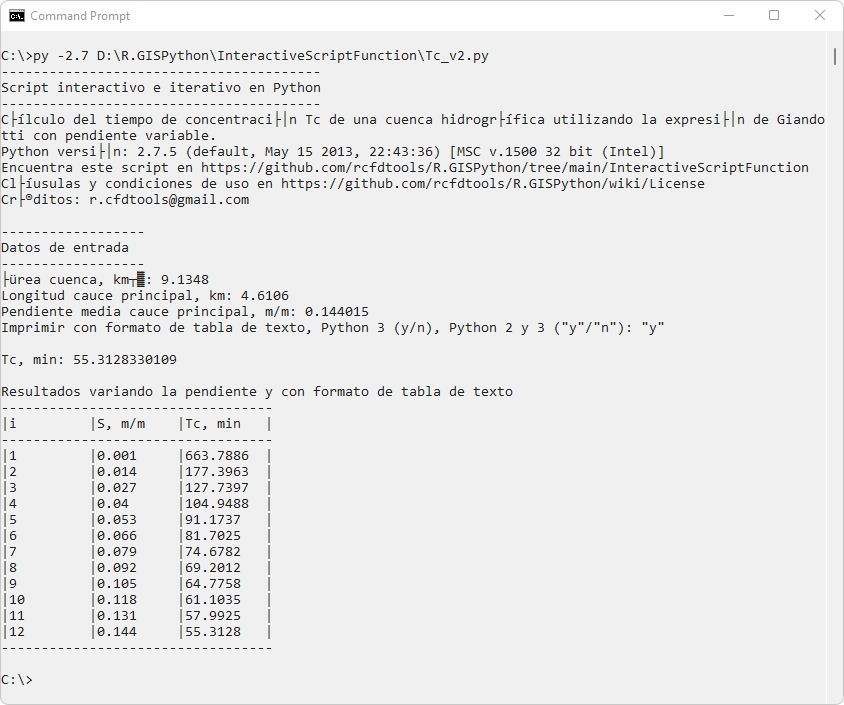 Command Prompt
C:\>py -2.7 D:\R.GISPython\InteractiveScriptFunction\Tc_v2.py
----------------------------------------
Script interactivo e iterativo en Python
----------------------------------------
C├ílculo del tiempo de concentraci├│n Tc de una cuenca hidrogr├ífica utilizando la expresi├│n de Giando
tti con pendiente variable.
Python versi├│n: 2.7.5 (default, May 15 2013, 22:43:36) [MSC v.1500 32 bit (Intel)]
Encuentra este script en https://github.com/rcfdtools/R.GISPython/tree/main/InteractiveScriptFunction
Cl├íusulas y condiciones de uso en https://github.com/rcfdtools/R.GISPython/wiki/License
Cr├®ditos: r.cfdtools@gmail.com
------------------
Datos de entrada
------------------
├ürea cuenca, km┬▓: 9.1348
Longitud cauce principal, km: 4.6106
Pendiente media cauce principal, m/m: 0.144015
Imprimir con formato de tabla de texto, Python 3 (y/n), Python 2 y 3 ("y"/"n"): "y"
Tc, min: 55.3128330109
Resultados variando la pendiente y con formato de tabla de texto
----------------------------------
|i         |S, m/m    |Tc, min   |
----------------------------------
|1         |0.001     |663.7886  |
|2         |0.014     |177.3963  |
|3         |0.027     |127.7397  |
|4         |0.04      |104.9488  |
|5         |0.053     |91.1737   |
|6         |0.066     |81.7025   |
|7         |0.079     |74.6782   |
|8         |0.092     |69.2012   |
|9         |0.105     |64.7758   |
|10        |0.118     |61.1035   |
|11        |0.131     |57.9925   |
|12        |0.144     |55.3128   |
----------------------------------
C:\>